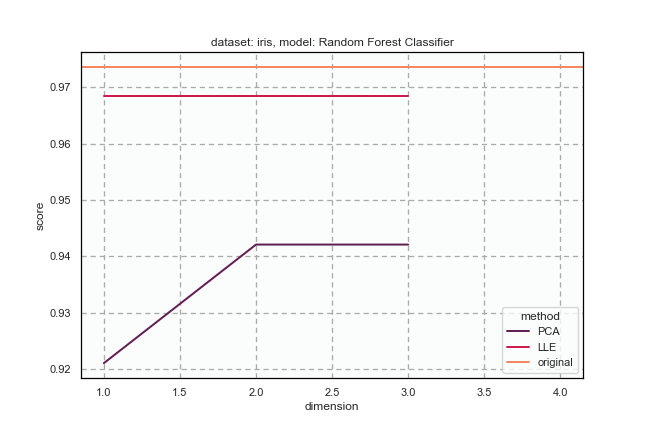 dataset: iris, model: Random Forest Classifier
0.97
0.96
0.95
0.94
0.93
0.92
score
method
PCA
LLE
original
1.0 1.5 2.0 2.5 3.0 3.5 4.0
dimension